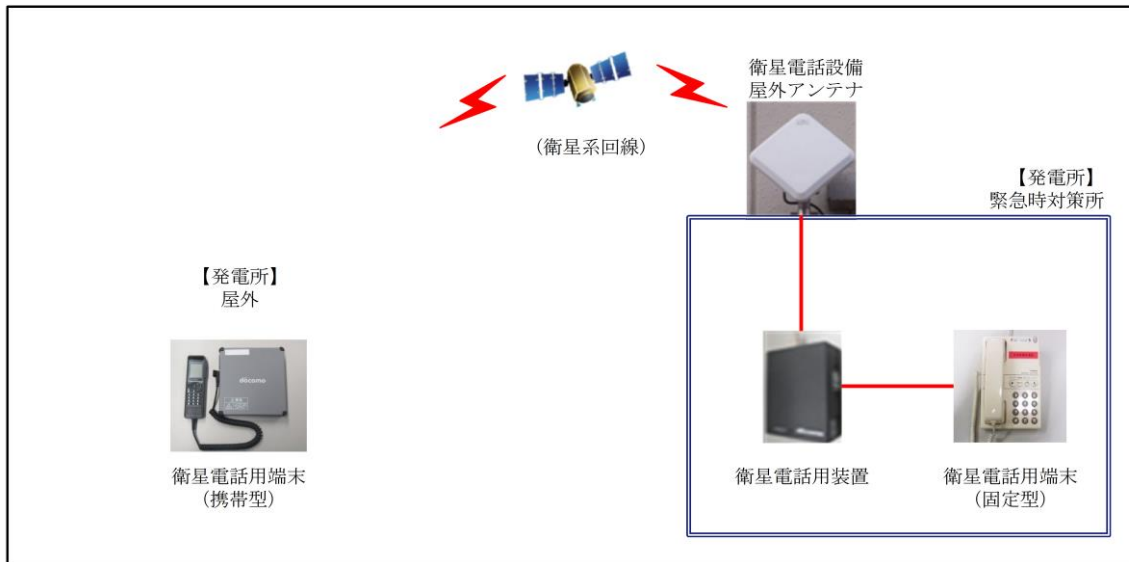 衛星電話設備
屋外アンテナ
(衛星系回線)
【発電所】
緊急時対策所
【発電所】
屋外
döcomo
衛星電話用端末
(携帯型)
衛星電話用装置
衛星電話用端末
(固定型)